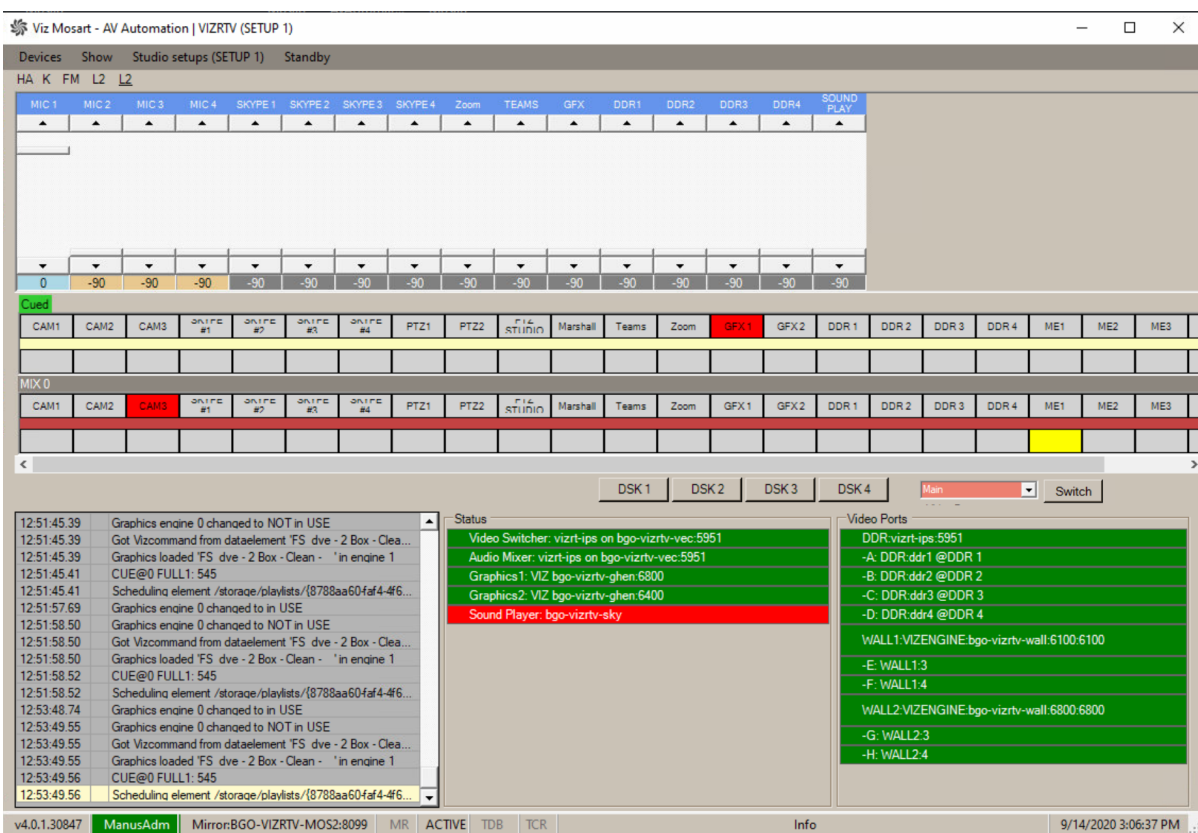 Viz Mosart - AV Automation | VIZRTV (SETUP 1)
Devices Show Studio setups (SETUP 1) Standby
HA K FM L2 L2
MIC 1 MIC 2 MIC 3 MIC 4 SKYPE 1 SKYPE 2 SKYPE 3 SKYPE 4 Zoom TEAMS GFX DDR1 DDR2 DDR3 DDR4 SOUND PLAY
0 -90 -90 -90 -90 -90 -90 -90 -90 -90 -90 -90 -90 -90 -90 -90
Cued
CAM1 CAM2 CAM3 #1 #2 #3 #4 PTZ1 PTZ2 STUDIO Marshall Teams Zoom GFX 1 GFX 2 DDR 1 DDR 2 DDR 3 DDR 4 ME1 ME2 ME3
MIX 0
CAM1 CAM2 CAM3 #1 #2 #3 #4 PTZ1 PTZ2 STUDIO Marshall Teams Zoom GFX 1 GFX 2 DDR 1 DDR 2 DDR 3 DDR 4 ME1 ME2 ME3
DSK 1 DSK 2 DSK 3 DSK 4 Main Switch
12:51:45.39 Graphics engine 0 changed to NOT in USE
12:51:45.39 Got Vizcommand from dataelement 'FS dve - 2 Box - Clea...
12:51:45.39 Graphics loaded 'FS dve - 2 Box - Clean - ' in engine 1
12:51:45.41 CUE@0 FULL1: 545
12:51:45.41 Scheduling element /storage/playlists/{8788aa60-faf4-4f6...
12:51:57.69 Graphics engine 0 changed to in USE
12:51:58.50 Graphics engine 0 changed to NOT in USE
12:51:58.50 Got Vizcommand from dataelement 'FS dve - 2 Box - Clea...
12:51:58.50 Graphics loaded 'FS dve - 2 Box - Clean - ' in engine 1
12:51:58.52 CUE@0 FULL1: 545
12:51:58.52 Scheduling element /storage/playlists/{8788aa60-faf4-4f6...
12:53:48.74 Graphics engine 0 changed to in USE
12:53:49.55 Graphics engine 0 changed to NOT in USE
12:53:49.55 Got Vizcommand from dataelement 'FS dve - 2 Box - Clea...
12:53:49.55 Graphics loaded 'FS dve - 2 Box - Clean - ' in engine 1
12:53:49.56 CUE@0 FULL1: 545
12:53:49.56 Scheduling element /storage/playlists/{8788aa60-faf4-4f6...
Status
Video Switcher: vizrt-ips on bgo-vizrtv-vec:5951
Audio Mixer: vizrt-ips on bgo-vizrtv-vec:5951
Graphics1: VIZ bgo-vizrtv-ghen:6800
Graphics2: VIZ bgo-vizrtv-ghen:6400
Sound Player: bgo-vizrtv-sky
Video Ports
DDR:vizrt-ips:5951
-A: DDR:ddr1 @DDR 1
-B: DDR:ddr2 @DDR 2
-C: DDR:ddr3 @DDR 3
-D: DDR:ddr4 @DDR 4
WALL1:VIZENGINE:bgo-vizrtv-wall:6100:6100
-E: WALL1:3
-F: WALL1:4
WALL2:VIZENGINE:bgo-vizrtv-wall:6800:6800
-G: WALL2:3
-H: WALL2:4
v4.0.1.30847 ManusAdm Mirror:BGO-VIZRTV-MOS2:8099 MR ACTIVE TDB TCR Info 9/14/2020 3:06:37 PM